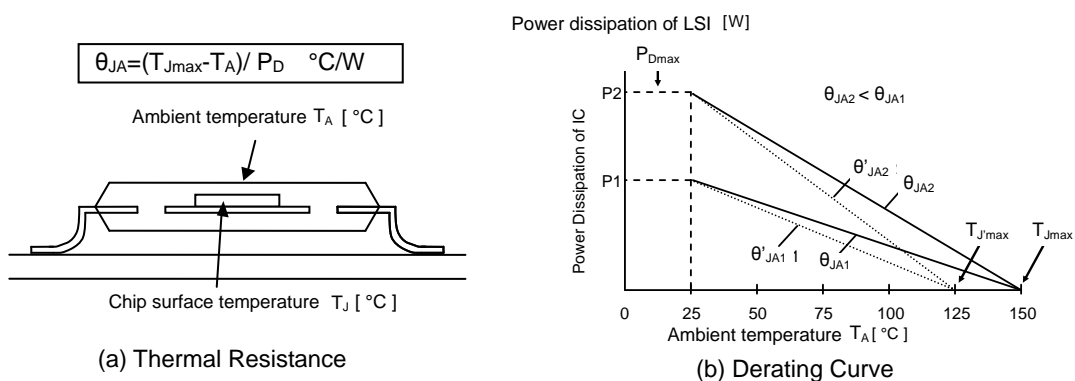 θJA=(TJmax-TA)/ PD °C/W
Ambient temperature TA [ °C ]
Chip surface temperature TJ [ °C ]
(a) Thermal Resistance
Power dissipation of LSI [W]
PDmax
P2
θJA2 < θJA1
θ'JA2
θJA2
P1
TJ'max
TJmax
θ'JA1 1
θJA1
Power Dissipation of IC
0 25 50 75 100 125 150
Ambient temperature TA[ °C ]
(b) Derating Curve